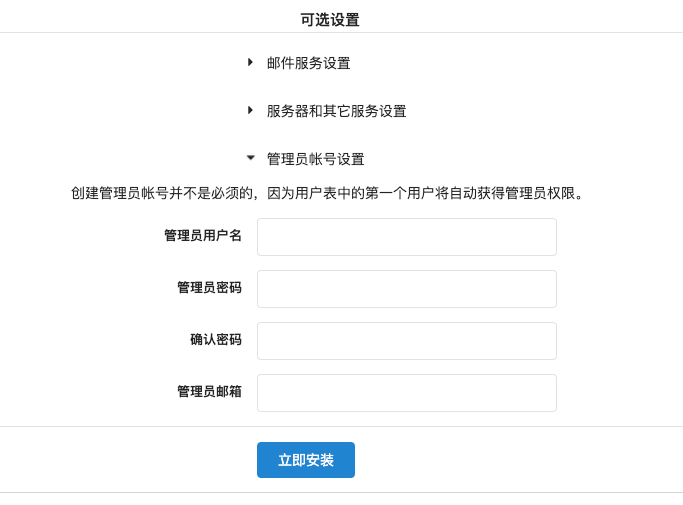 可选设置
邮件服务设置
服务器和其它服务设置
管理员帐号设置
创建管理员帐号并不是必须的，因为用户表中的第一个用户将自动获得管理员权限。
管理员用户名
管理员密码
确认密码
管理员邮箱
立即安装